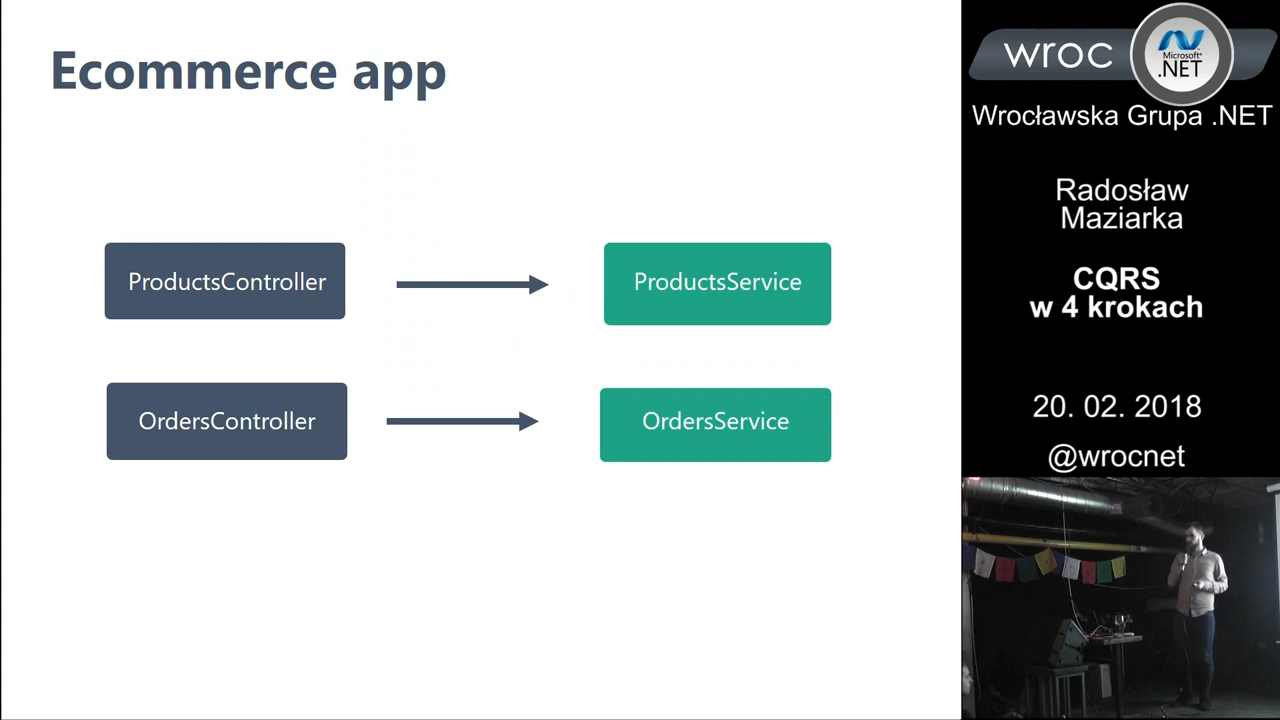 Ecommerce app
ProductsController
ProductsService
OrdersController
OrdersService
wroc
Microsoft®
.NET
Wrocławska Grupa .NET
Radosław
Maziarka
CQRS
w 4 krokach
20. 02. 2018
@wrocnet